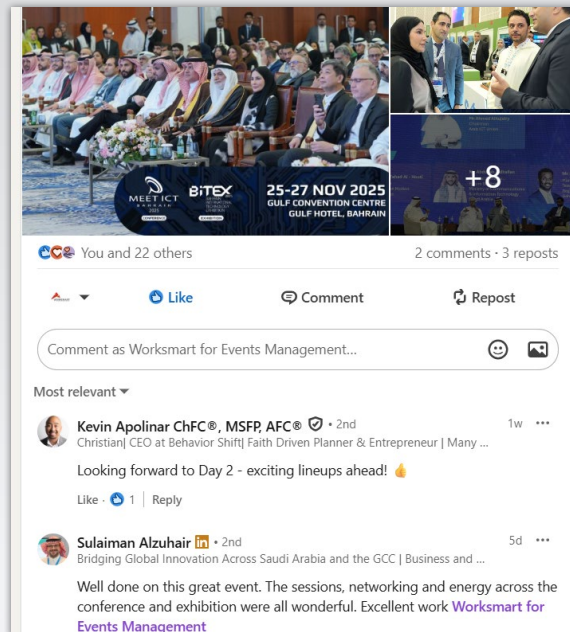 MEET ICT
BAHRAIN
2025
CONFERENCE
BiTEX
EXHIBITION
25-27 NOV 2025
GULF CONVENTION CENTRE
GULF HOTEL, BAHRAIN
+8
You and 22 others
2 comments · 3 reposts
Like
Comment
Repost
Comment as Worksmart for Events Management...
Most relevant
Kevin Apolinar ChFC®, MSFP, AFC® • 2nd
1w
Christian| CEO at Behavior Shift| Faith Driven Planner & Entrepreneur | Many ...
Looking forward to Day 2 - exciting lineups ahead! 👍
Like · 1 | Reply
Sulaiman Alzuhair in • 2nd
5d
Bridging Global Innovation Across Saudi Arabia and the GCC | Business and ...
Well done on this great event. The sessions, networking and energy across the
conference and exhibition were all wonderful. Excellent work Worksmart for
Events Management